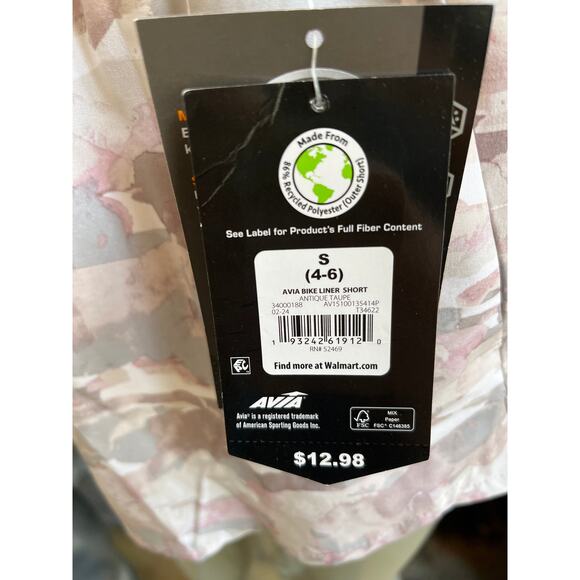 Made From
86% Recycled Polyester (Outer Short)
See Label for Product's Full Fiber Content
S
(4-6)
AVIA BIKE LINER SHORT
ANTIQUE TAUPE
34000188 AV15100135414P
02-24 T34622
1 93242 61912 0
RN# 52469
Find more at Walmart.com
AVIA
Avia® is a registered trademark
of American Sporting Goods Inc.
FSC
MIX
Paper
FSC® C146385
$12.98